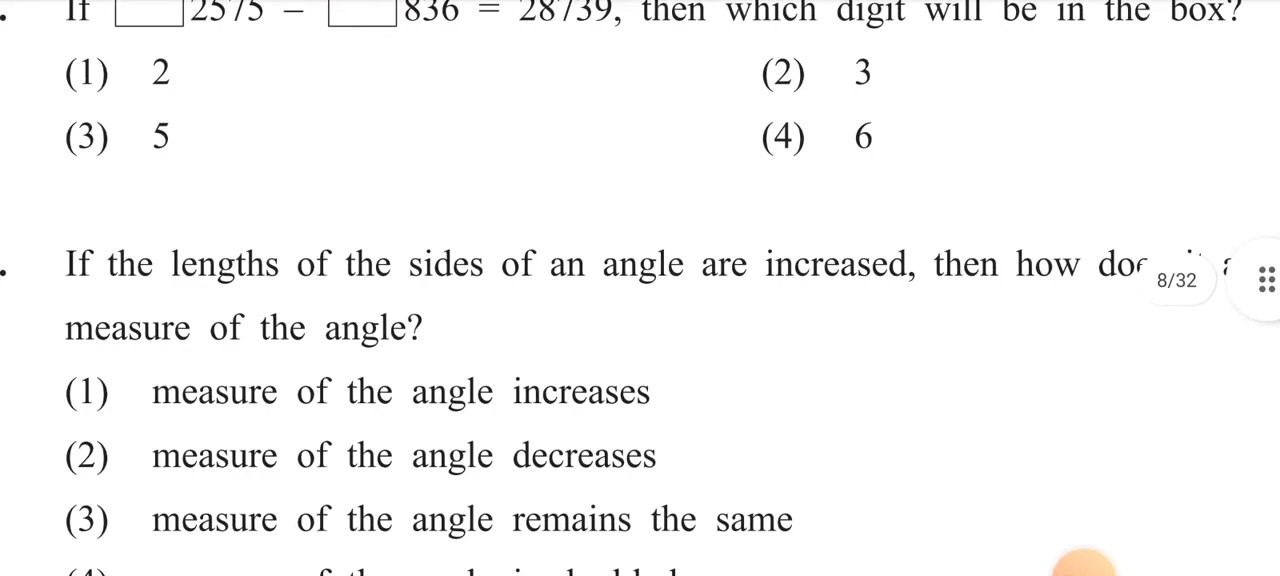 . If 2575 – 836 = 28739, then which digit will be in the box?
(1) 2
(2) 3
(3) 5
(4) 6
. If the lengths of the sides of an angle are increased, then how
8/32
measure of the angle?
(1) measure of the angle increases
(2) measure of the angle decreases
(3) measure of the angle remains the same